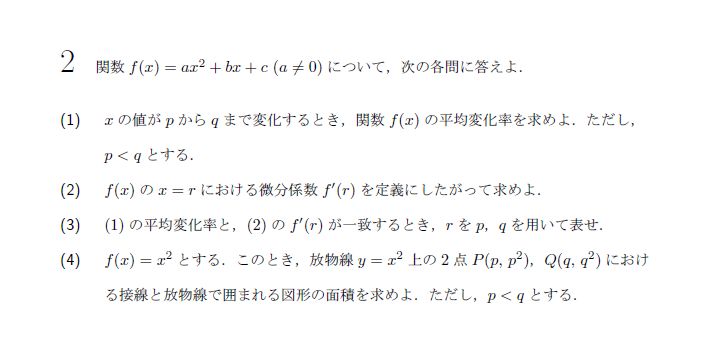 2 関数 f(x) = ax² + bx + c (a ≠ 0) について，次の各問に答えよ．
(1) x の値が p から q まで変化するとき，関数 f(x) の平均変化率を求めよ．ただし，
p < q とする．
(2) f(x) の x = r における微分係数 f′(r) を定義にしたがって求めよ．
(3) (1) の平均変化率と，(2) の f′(r) が一致するとき，r を p，q を用いて表せ．
(4) f(x) = x² とする．このとき，放物線 y = x² 上の 2 点 P(p, p²)，Q(q, q²) におけ
る接線と放物線で囲まれる図形の面積を求めよ．ただし，p < q とする．